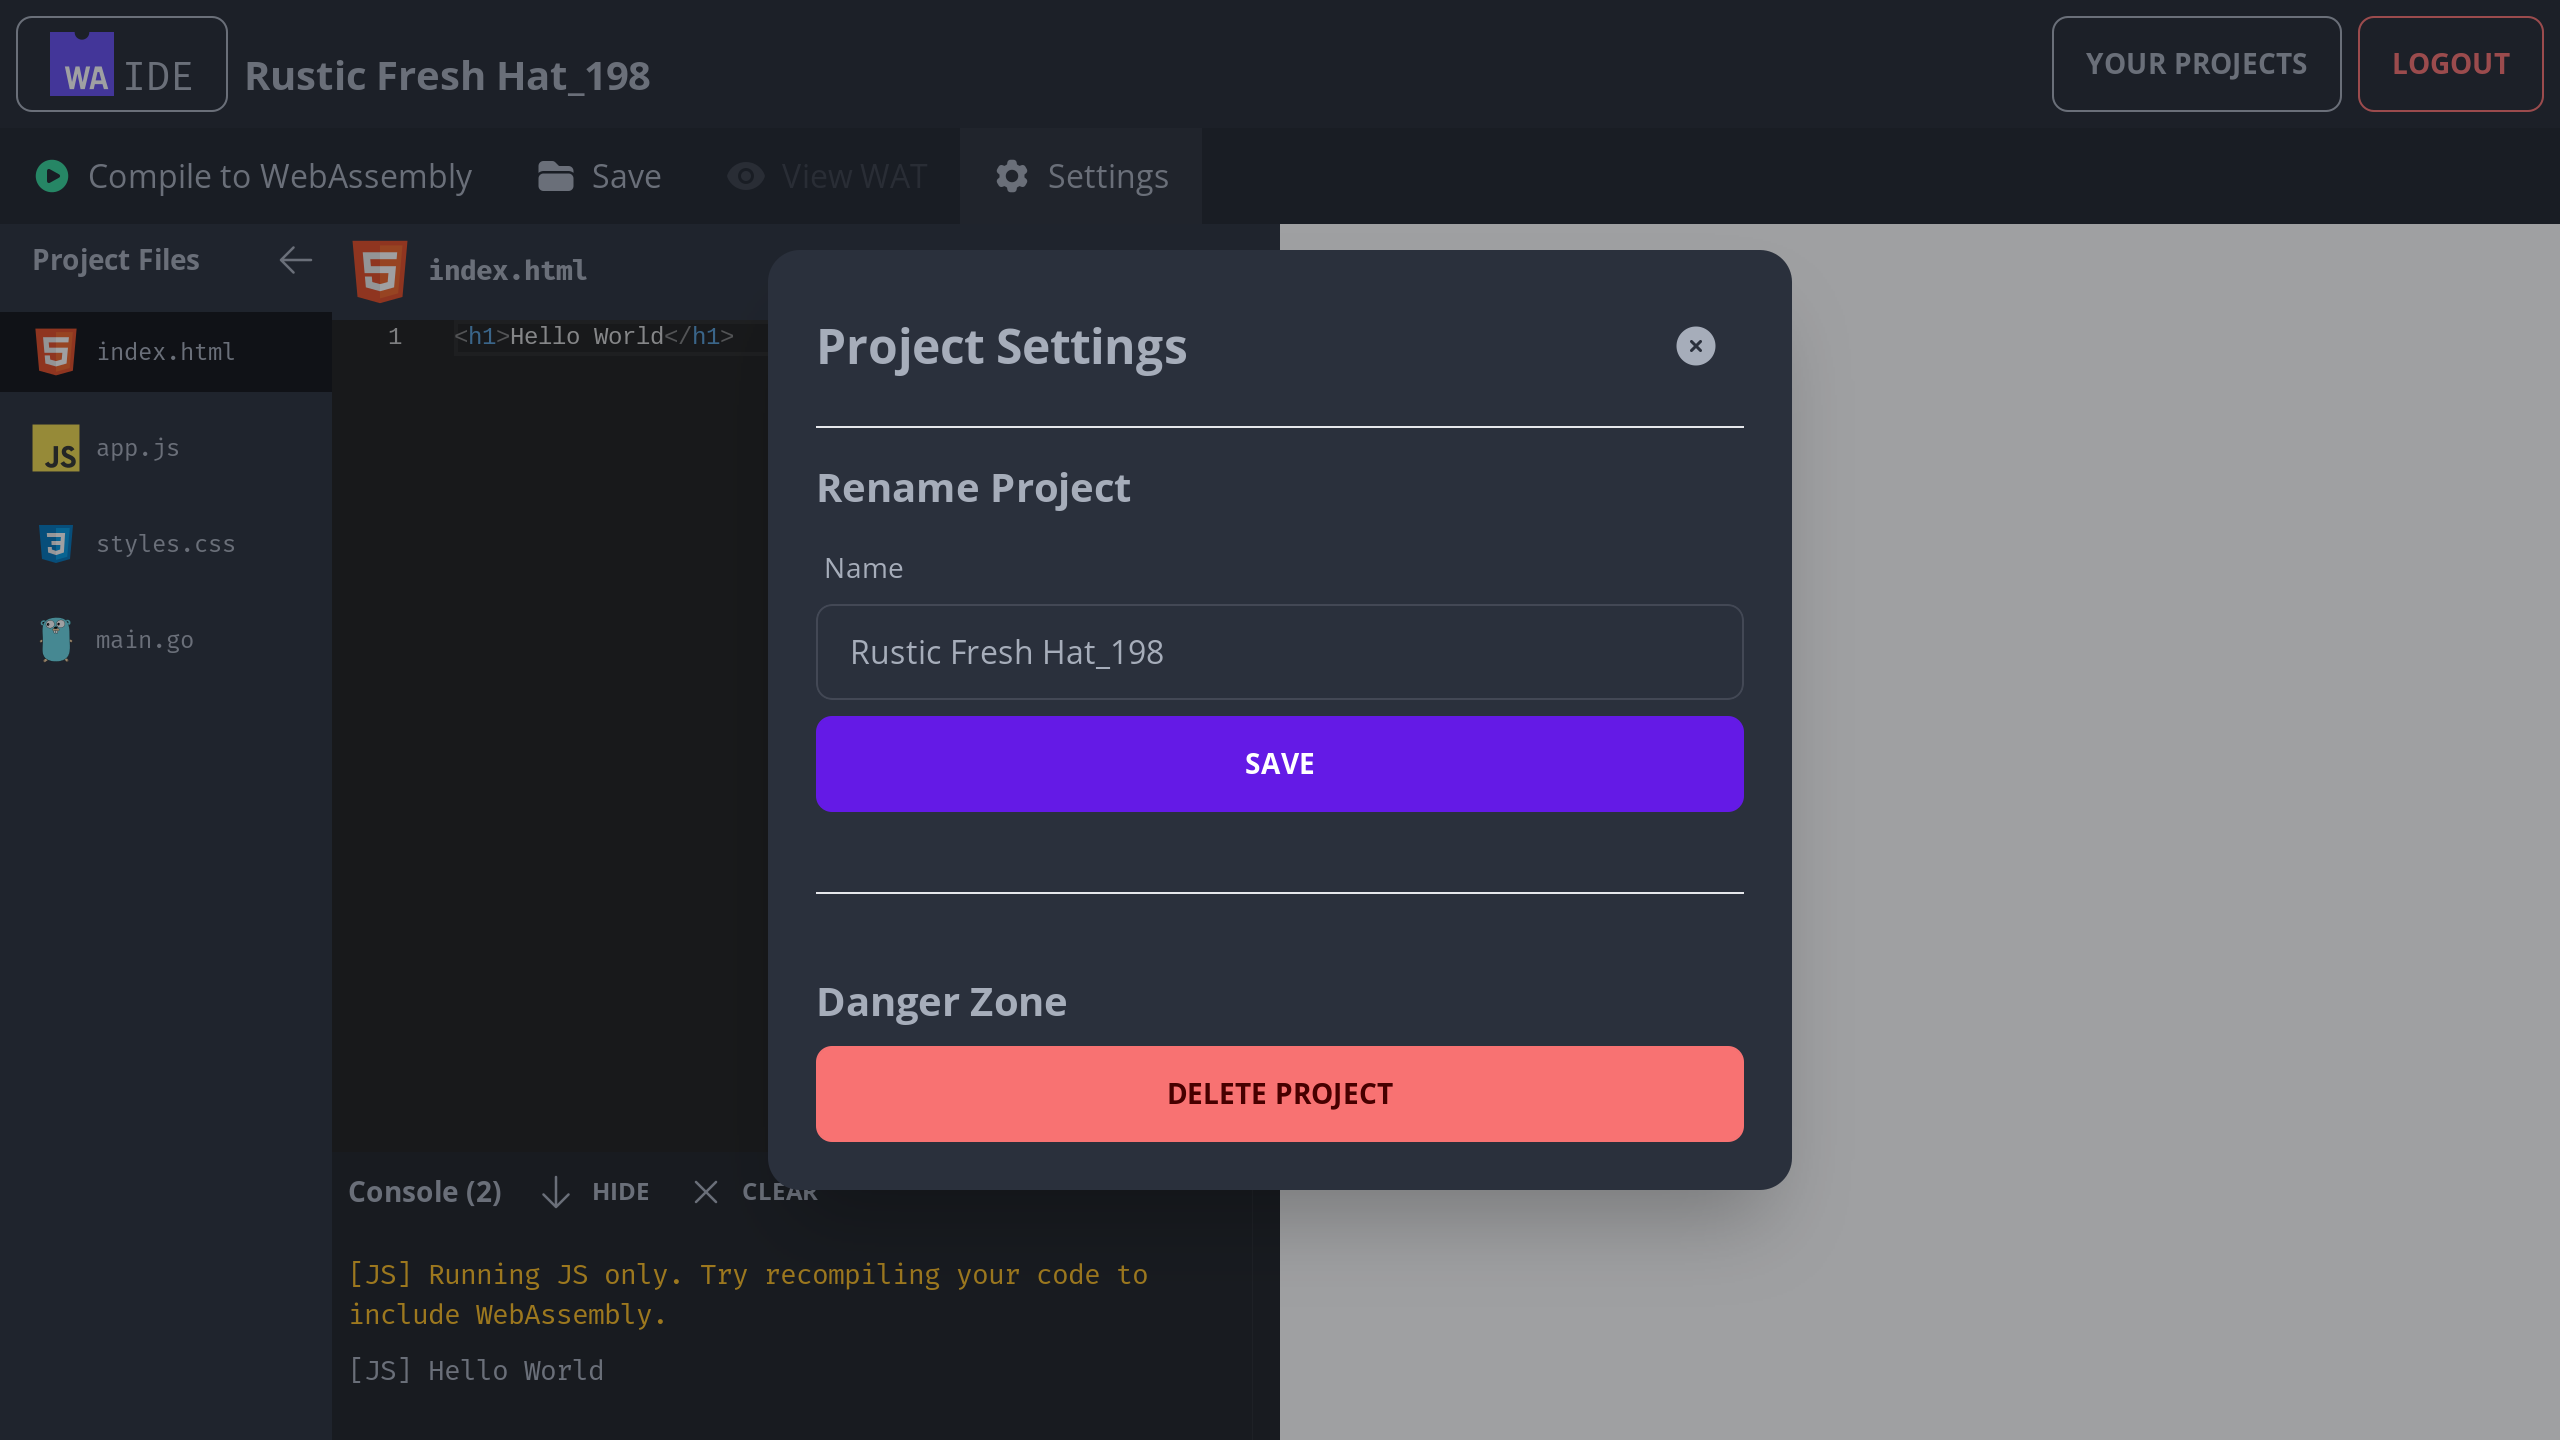 WA IDE Rustic Fresh Hat_198 YOUR PROJECTS LOGOUT
Compile to WebAssembly Save View WAT Settings
Project Files
index.html
app.js
JS
styles.css
main.go
index.html
1 <h1>Hello World</h1>
Project Settings
Rename Project
Name
Rustic Fresh Hat_198
SAVE
Danger Zone
DELETE PROJECT
Console (2) HIDE CLEAR
[JS] Running JS only. Try recompiling your code to
include WebAssembly.
[JS] Hello World